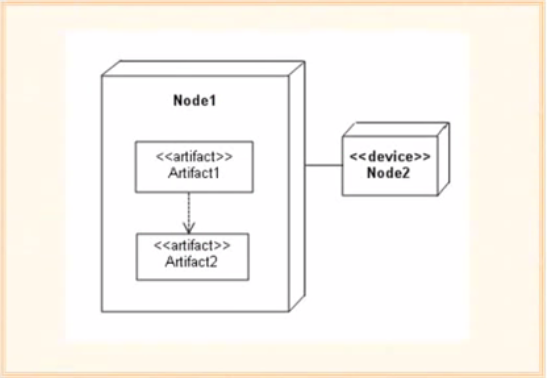 Node1
<<artifact>>
Artifact1
<<artifact>>
Artifact2
<<device>>
Node2